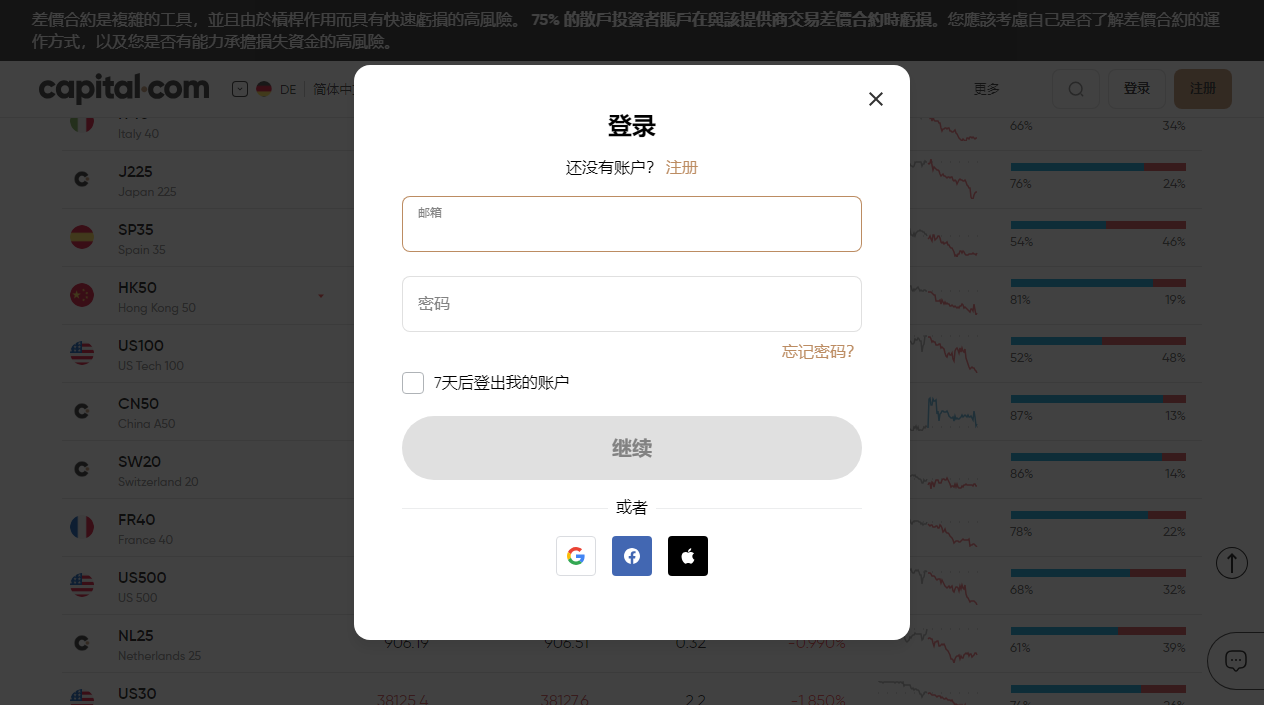 差價合約是複雜的工具，並且由於槓桿作用而具有快速虧損的高風險。 75% 的散戶投資者賬戶在與該提供商交易差價合約時虧損。您應該考慮自己是否了解差價合約的運
作方式，以及您是否有能力承擔損失資金的高風險。
capital.com
DE
简体中文
更多
登录
注册
登录
还没有账户？ 注册
邮箱
密码
忘记密码?
7天后登出我的账户
继续
或者
Italy 40
66% 34%
J225
Japan 225
76% 24%
SP35
Spain 35
54% 46%
HK50
Hong Kong 50
81% 19%
US100
US Tech 100
52% 48%
CN50
China A50
87% 13%
SW20
Switzerland 20
86% 14%
FR40
France 40
78% 22%
US500
US 500
68% 32%
NL25
Netherlands 25
906.19 906.51 0.32 -0.990%
61% 39%
US30
38125.4 38127.6 2.2 -1.850%